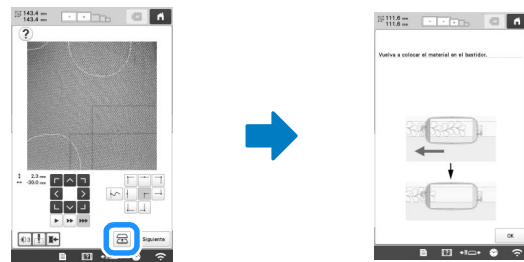 143.4 mm
143.4 mm
?
2.3 mm
-30.0 mm
Siguiente
111.6 mm
111.6 mm
Vuelva a colocar el material en el bastidor.
OK